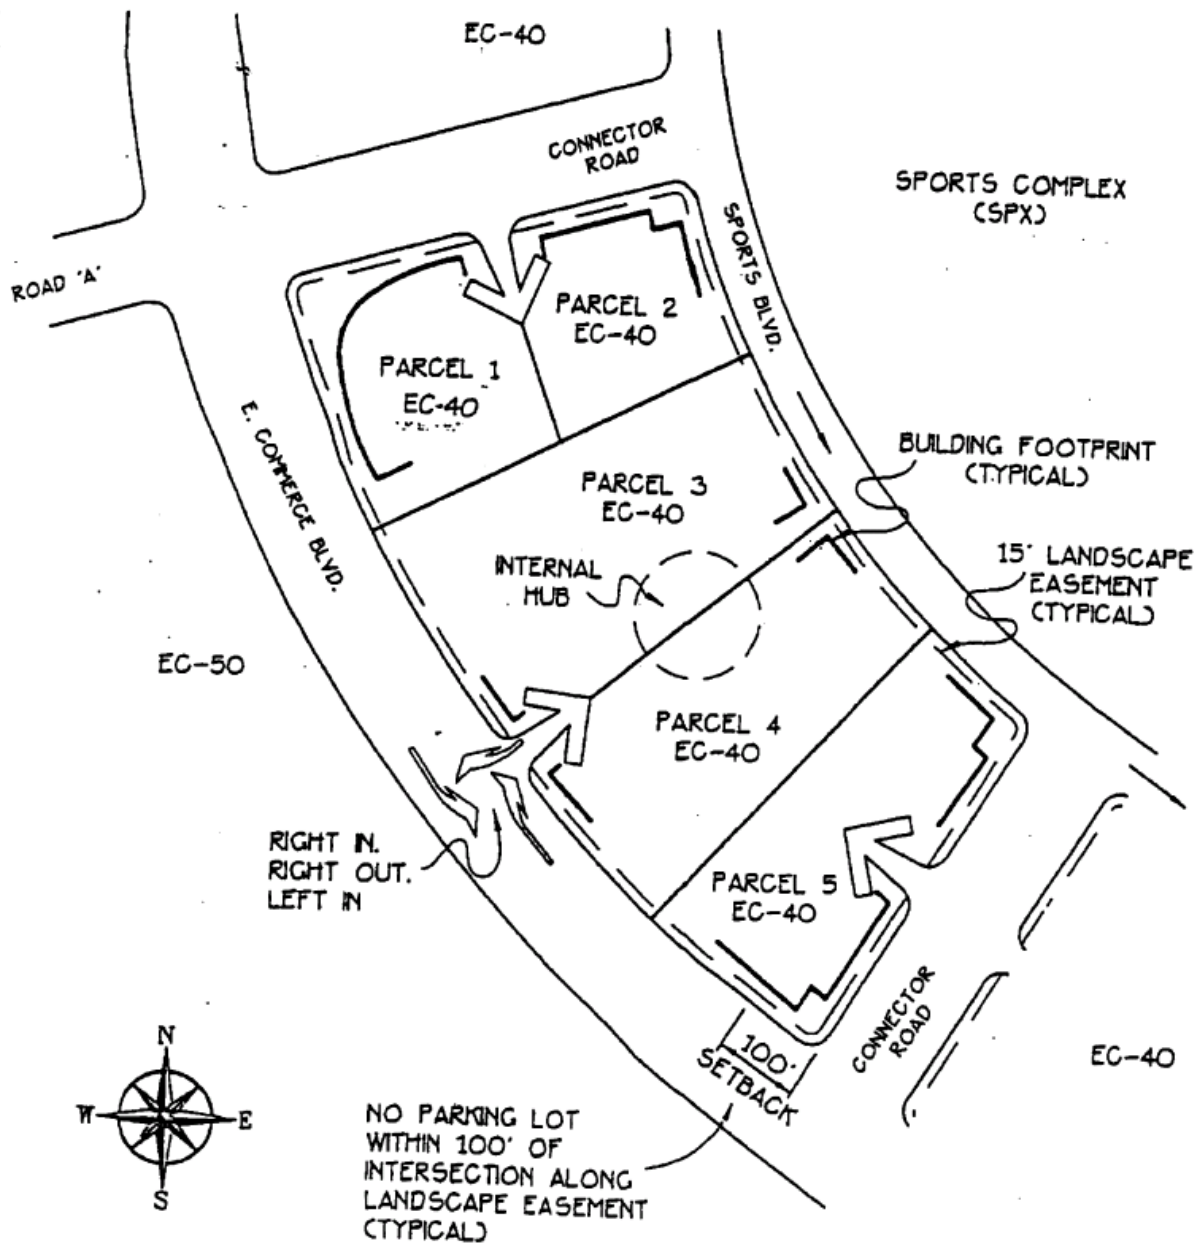 EC-40
CONNECTOR
ROAD
SPORTS COMPLEX
(SPX)
SPORTS BLVD.
ROAD 'A'
PARCEL 2
EC-40
PARCEL 1
EC-40
E. COMMERCE BLVD.
BUILDING FOOTPRINT
(TYPICAL)
PARCEL 3
EC-40
15' LANDSCAPE
EASEMENT
(TYPICAL)
INTERNAL
HUB
EC-50
PARCEL 4
EC-40
RIGHT IN.
RIGHT OUT.
LEFT IN
PARCEL 5
EC-40
CONNECTOR
ROAD
100'
SETBACK
EC-40
N
W
E
S
NO PARKING LOT
WITHIN 100' OF
INTERSECTION ALONG
LANDSCAPE EASEMENT
(TYPICAL)